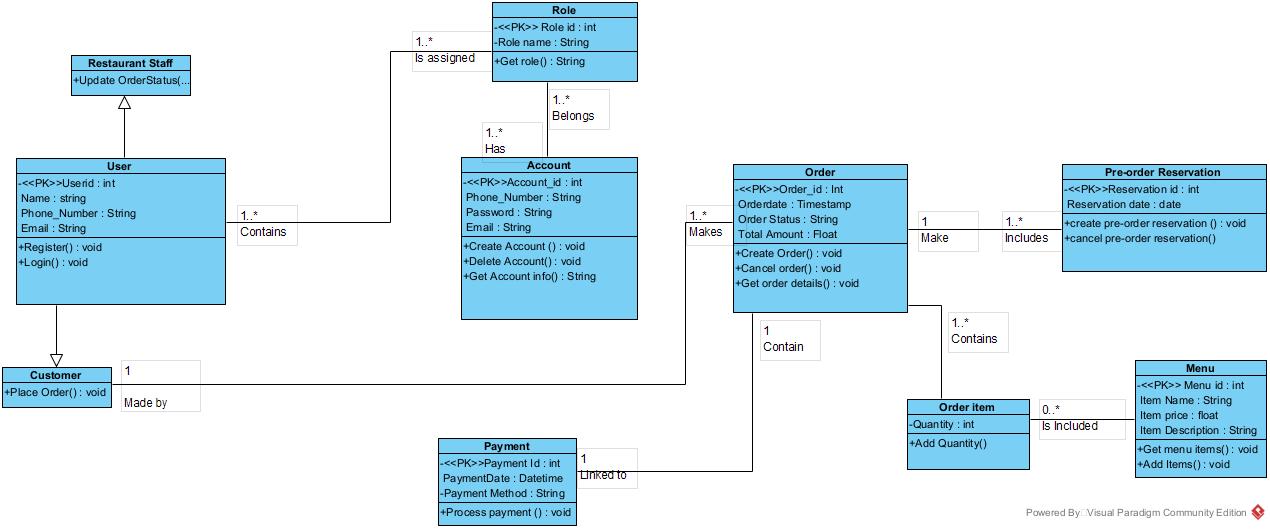 Role
-<<PK>> Role id : int
-Role name : String
+Get role() : String
1..*
Is assigned
Restaurant Staff
+Update OrderStatus(...
1..*
Belongs
1..*
Has
User
-<<PK>>Userid : int
Name : string
Phone_Number : String
Email : String
+Register() : void
+Login() : void
1..*
Contains
Account
-<<PK>>Account_id : int
Phone_Number : String
Password : String
Email : String
+Create Account () : void
+Delete Account() : void
+Get Account info() : String
1..*
Makes
Order
-<<PK>>Order_id : Int
Orderdate : Timestamp
Order Status : String
Total Amount : Float
+Create Order() : void
+Cancel order() : void
+Get order details() : void
1
Make
1..*
Includes
Pre-order Reservation
-<<PK>>Reservation id : int
Reservation date : date
+create pre-order reservation () : void
+cancel pre-order reservation()
1
Contain
1..*
Contains
Customer
+Place Order() : void
1
Made by
Menu
-<<PK>> Menu id : int
Item Name : String
Item price : float
Item Description : String
+Get menu items() : void
+Add Items() : void
Order item
-Quantity : int
+Add Quantity()
0..*
Is Included
Payment
-<<PK>>Payment Id : int
PaymentDate : Datetime
-Payment Method : String
+Process payment () : void
1
Linked to
Powered By Visual Paradigm Community Edition